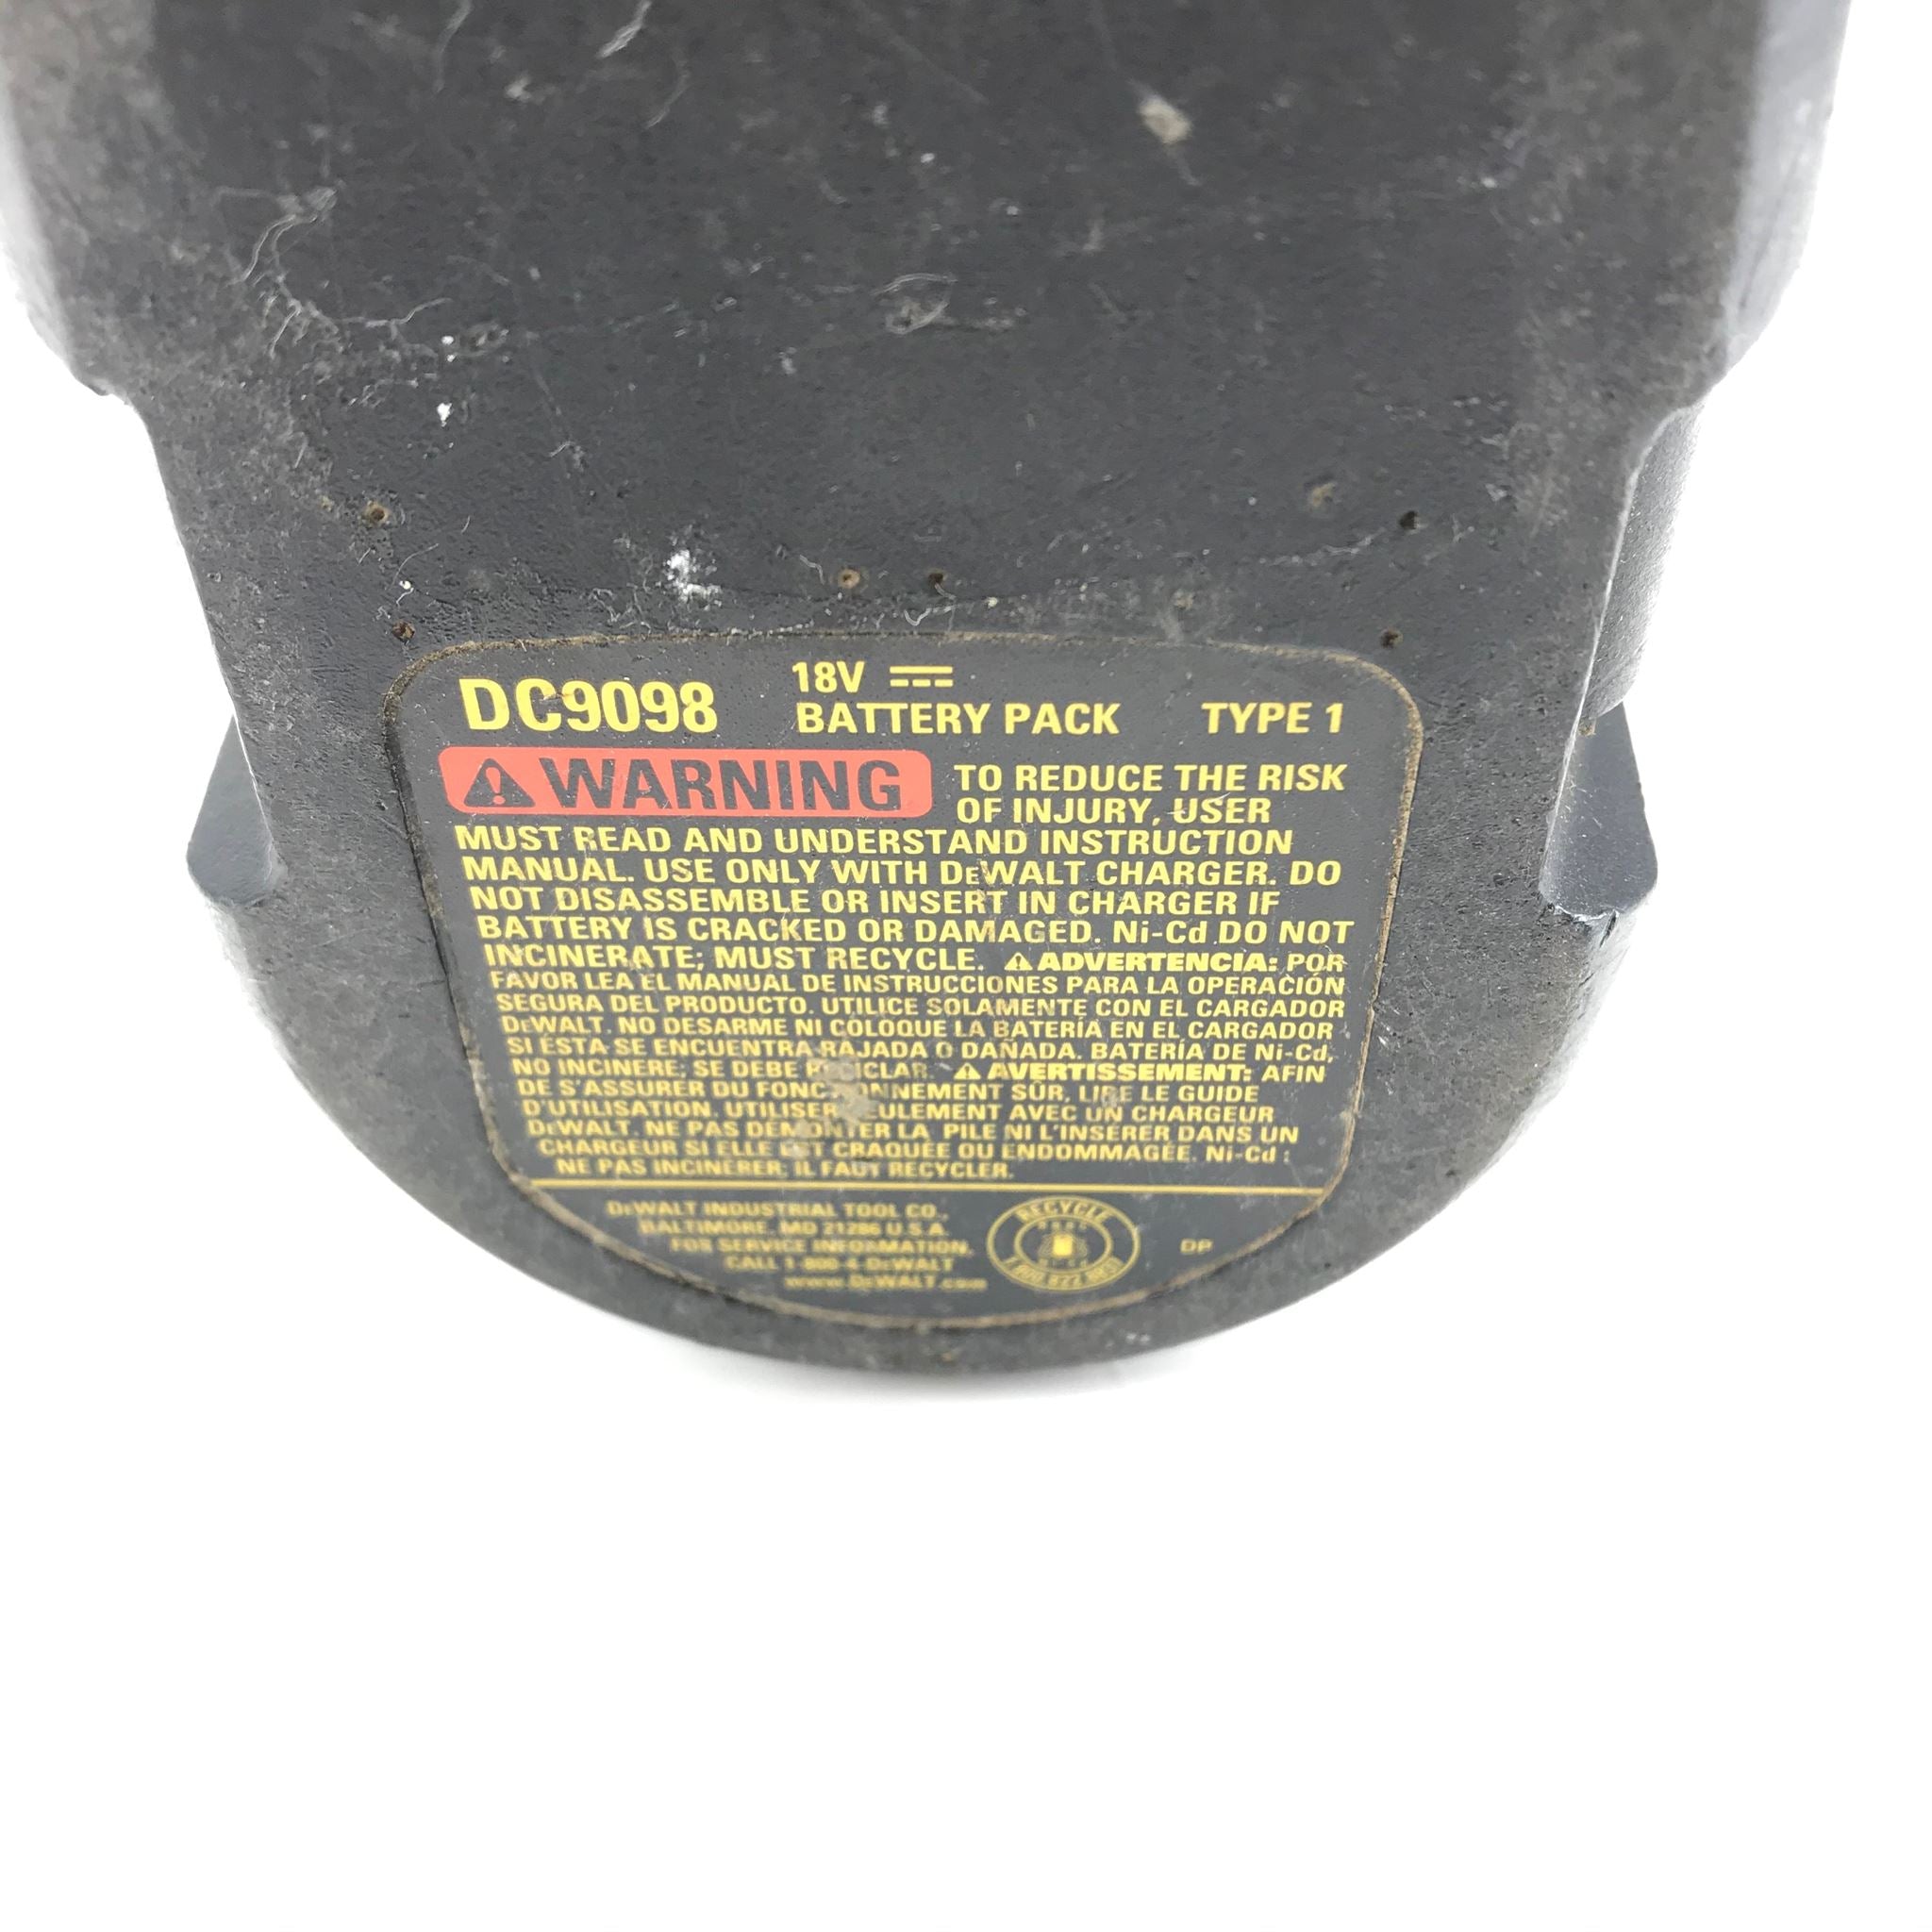 DC9098
18V
BATTERY PACK
TYPE 1
WARNING TO REDUCE THE RISK
OF INJURY, USER
MUST READ AND UNDERSTAND INSTRUCTION
MANUAL. USE ONLY WITH DEWALT CHARGER. DO
NOT DISASSEMBLE OR INSERT IN CHARGER IF
BATTERY IS CRACKED OR DAMAGED. Ni-Cd DO NOT
INCINERATE; MUST RECYCLE. ADVERTENCIA: POR
FAVOR LEA EL MANUAL DE INSTRUCCIONES PARA LA OPERACIÓN
SEGURA DEL PRODUCTO. UTILICE SOLAMENTE CON EL CARGADOR
DEWALT. NO DESARME NI COLOQUE LA BATERÍA EN EL CARGADOR
SI ÉSTA SE ENCUENTRA RAJADA O DAÑADA. BATERÍA DE Ni-Cd,
NO INCINERE; SE DEBE RECICLAR. AVERTISSEMENT: AFIN
DE S'ASSURER DU FONCTIONNEMENT SÛR, LIRE LE GUIDE
D'UTILISATION. UTILISER SEULEMENT AVEC UN CHARGEUR
DEWALT. NE PAS DÉMONTER LA PILE NI L'INSÉRER DANS UN
CHARGEUR SI ELLE EST CRAQUÉE OU ENDOMMAGÉE. Ni-Cd :
NE PAS INCINÉRER; IL FAUT RECYCLER.
DEWALT INDUSTRIAL TOOL CO.,
BALTIMORE, MD 21286 U.S.A.
FOR SERVICE INFORMATION,
CALL 1-800-4-DEWALT
www.DEWALT.com
RECYCLE
DP